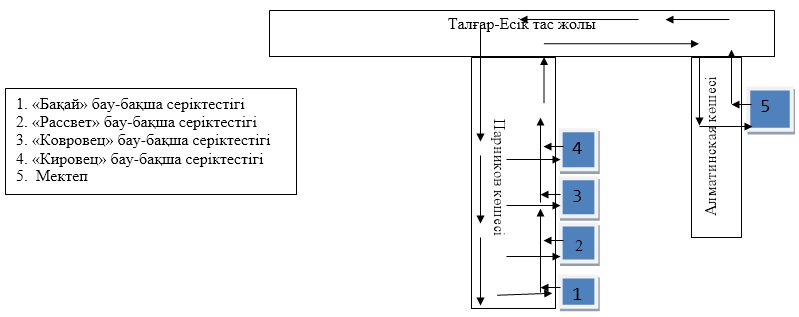 Талғар-Есік тас жолы
1. «Бақай» бау-бақша серіктестігі
2. «Рассвет» бау-бақша серіктестігі
3. «Ковровец» бау-бақша серіктестігі
4. «Кировец» бау-бақша серіктестігі
5. Мектеп
Парников көшесі
Алматинская көшесі
5
4
3
2
1